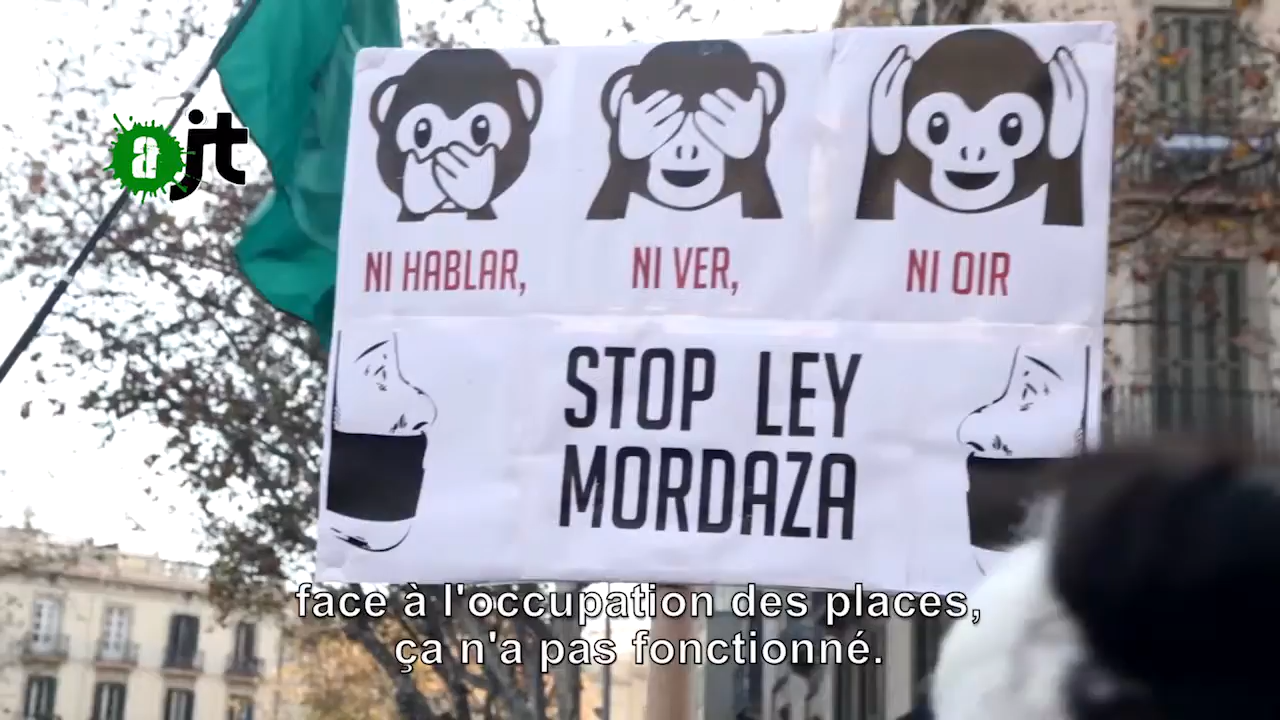 ajt
NI HABLAR,
NI VER,
NI OIR
STOP LEY
MORDAZA
face à l'occupation des places,
ça n'a pas fonctionné.